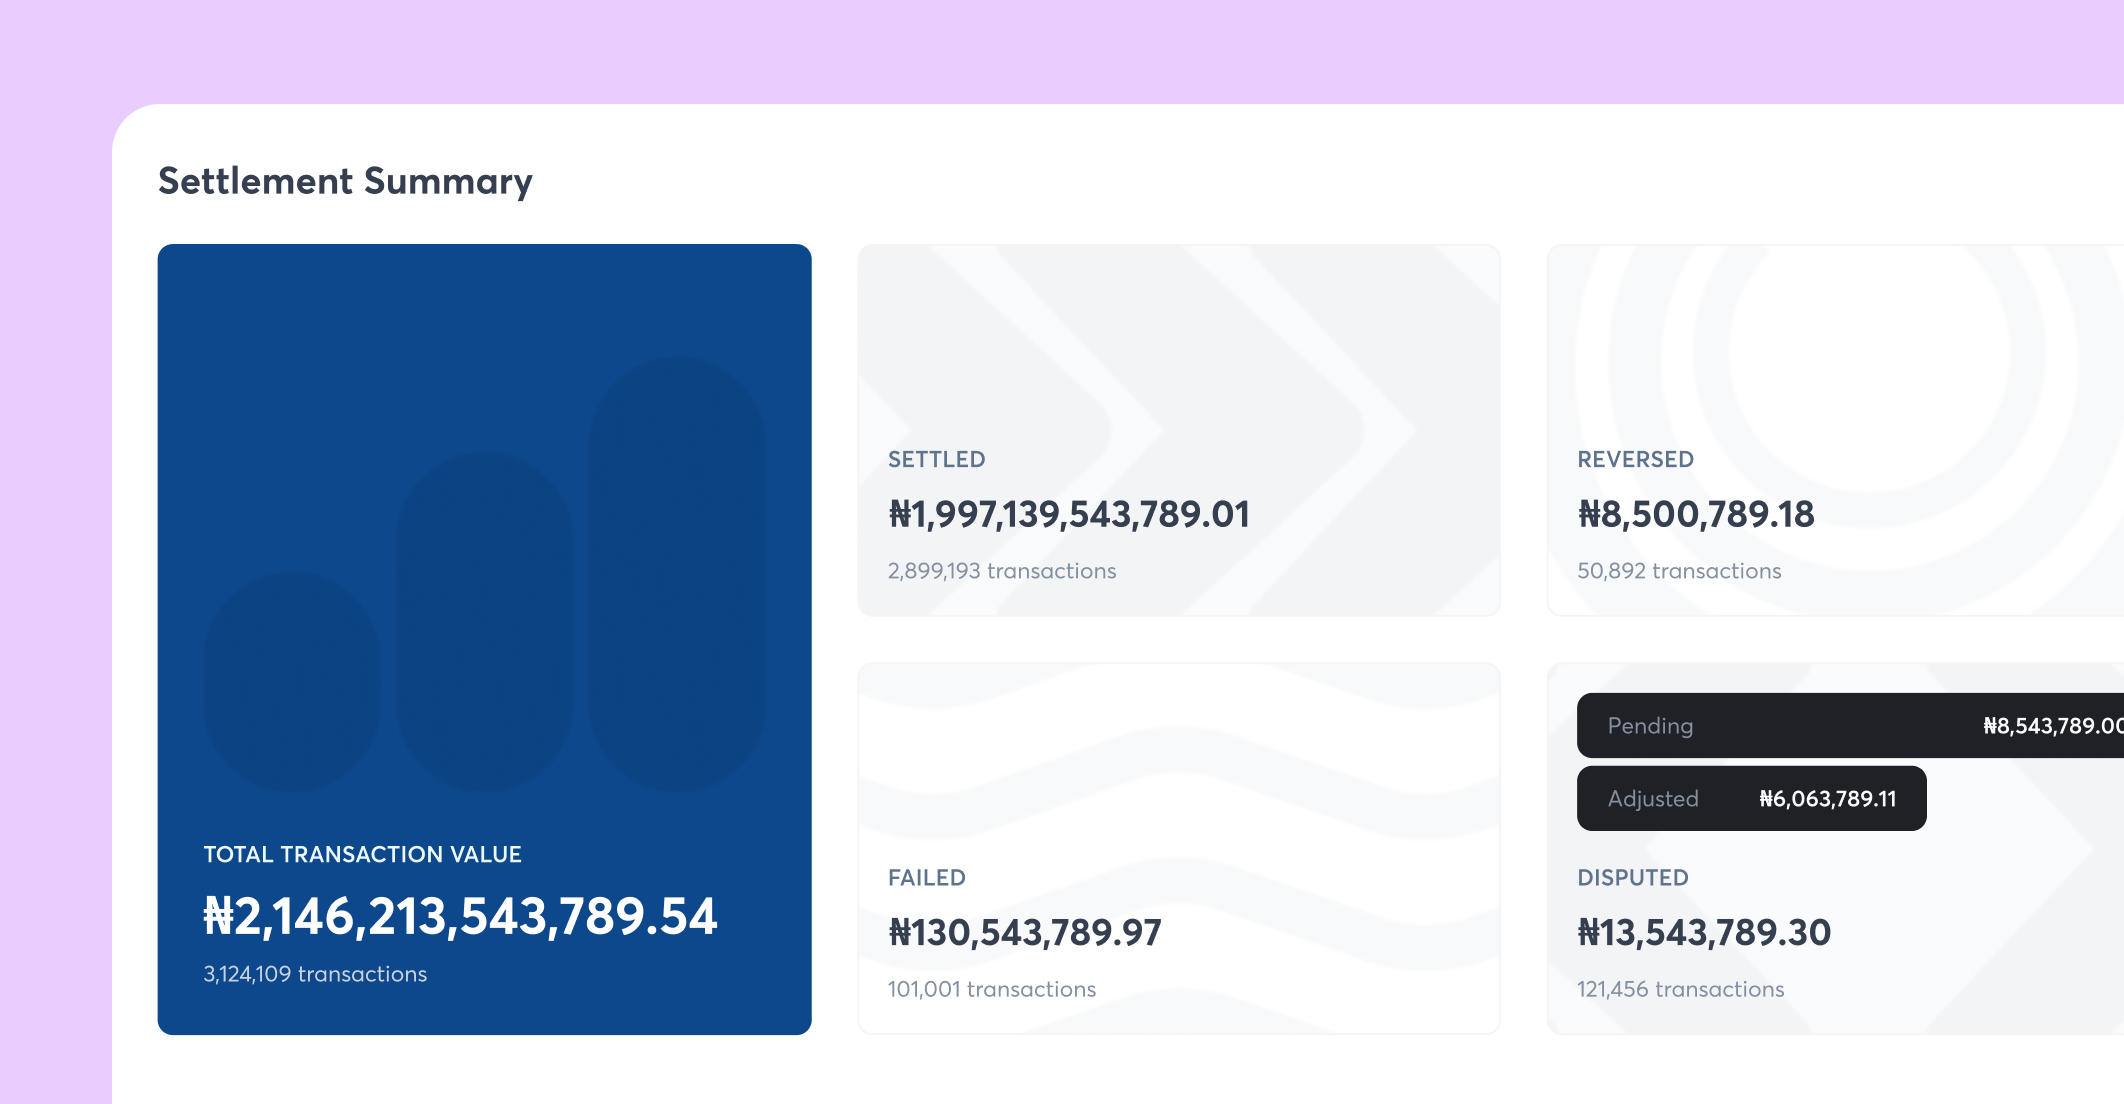 Settlement Summary
TOTAL TRANSACTION VALUE
₦2,146,213,543,789.54
3,124,109 transactions
SETTLED
₦1,997,139,543,789.01
2,899,193 transactions
REVERSED
₦8,500,789.18
50,892 transactions
FAILED
₦130,543,789.97
101,001 transactions
Pending ₦8,543,789.00
Adjusted ₦6,063,789.11
DISPUTED
₦13,543,789.30
121,456 transactions